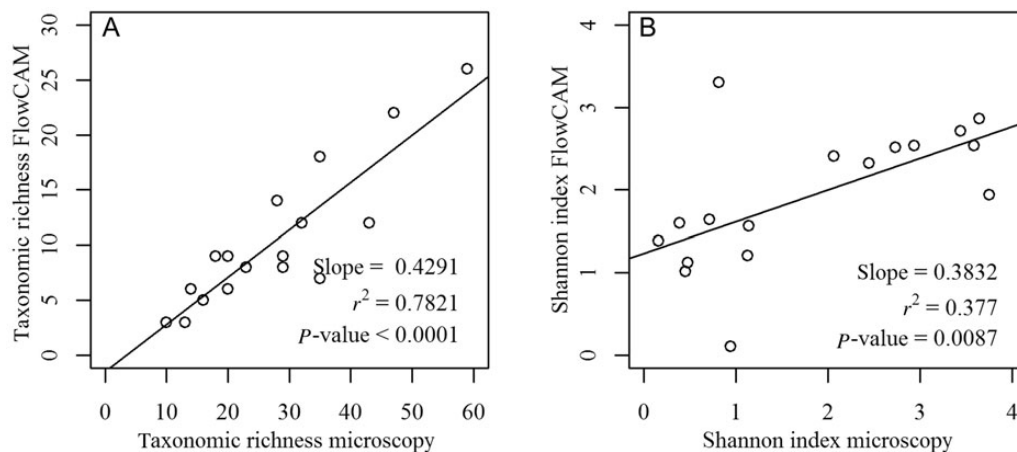 A
Taxonomic richness FlowCAM
30
25
20
15
10
5
0
Slope = 0.4291
r² = 0.7821
P-value < 0.0001
0 10 20 30 40 50 60
Taxonomic richness microscopy
B
Shannon index FlowCAM
4
3
2
1
0
Slope = 0.3832
r² = 0.377
P-value = 0.0087
0 1 2 3 4
Shannon index microscopy